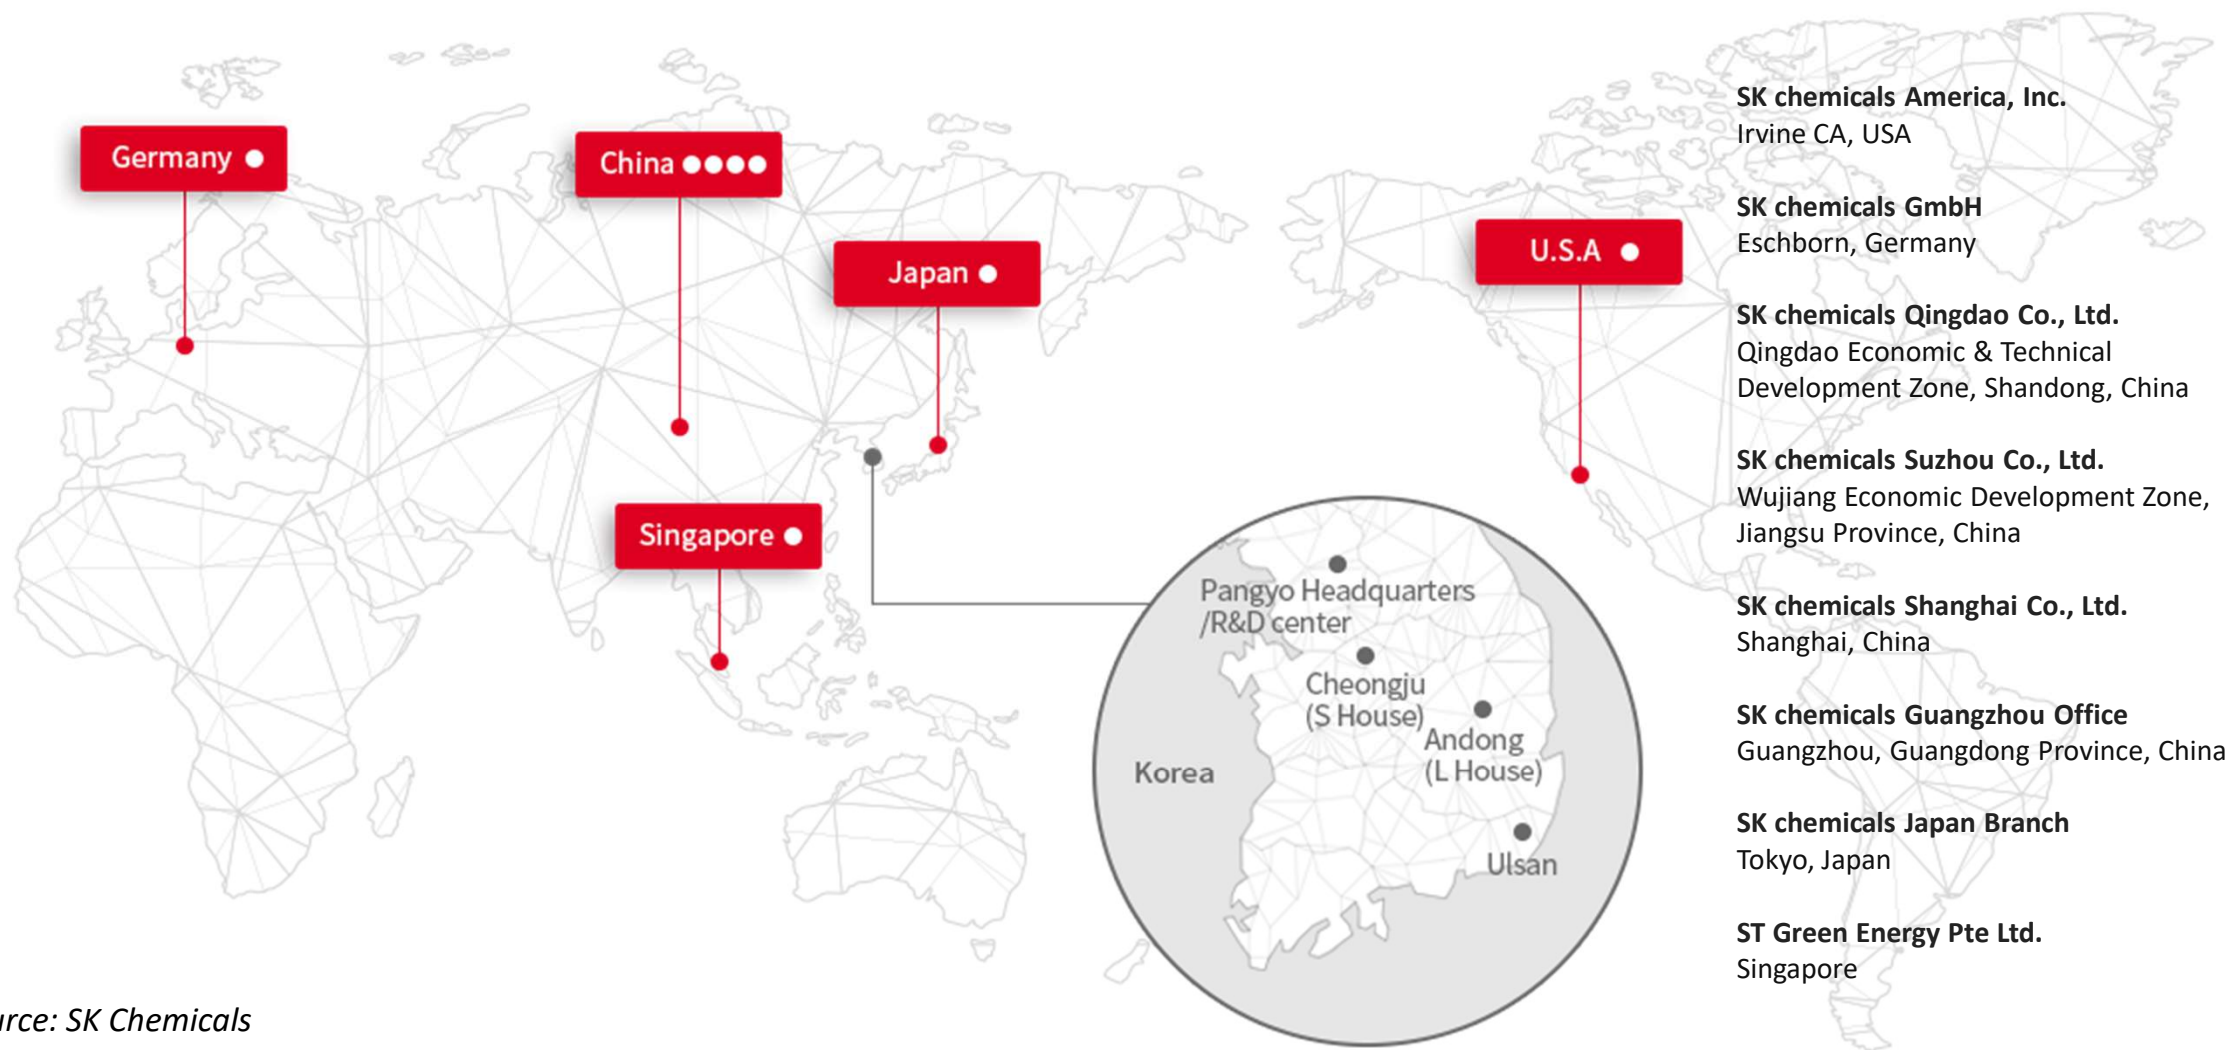 Germany
China
Japan
U.S.A
Singapore
Pangyo Headquarters
/R&D center
Cheongju
(S House)
Andong
(L House)
Korea
Ulsan
SK chemicals America, Inc.
Irvine CA, USA
SK chemicals GmbH
Eschborn, Germany
SK chemicals Qingdao Co., Ltd.
Qingdao Economic & Technical
Development Zone, Shandong, China
SK chemicals Suzhou Co., Ltd.
Wujiang Economic Development Zone,
Jiangsu Province, China
SK chemicals Shanghai Co., Ltd.
Shanghai, China
SK chemicals Guangzhou Office
Guangzhou, Guangdong Province, China
SK chemicals Japan Branch
Tokyo, Japan
ST Green Energy Pte Ltd.
Singapore
urce: SK Chemicals